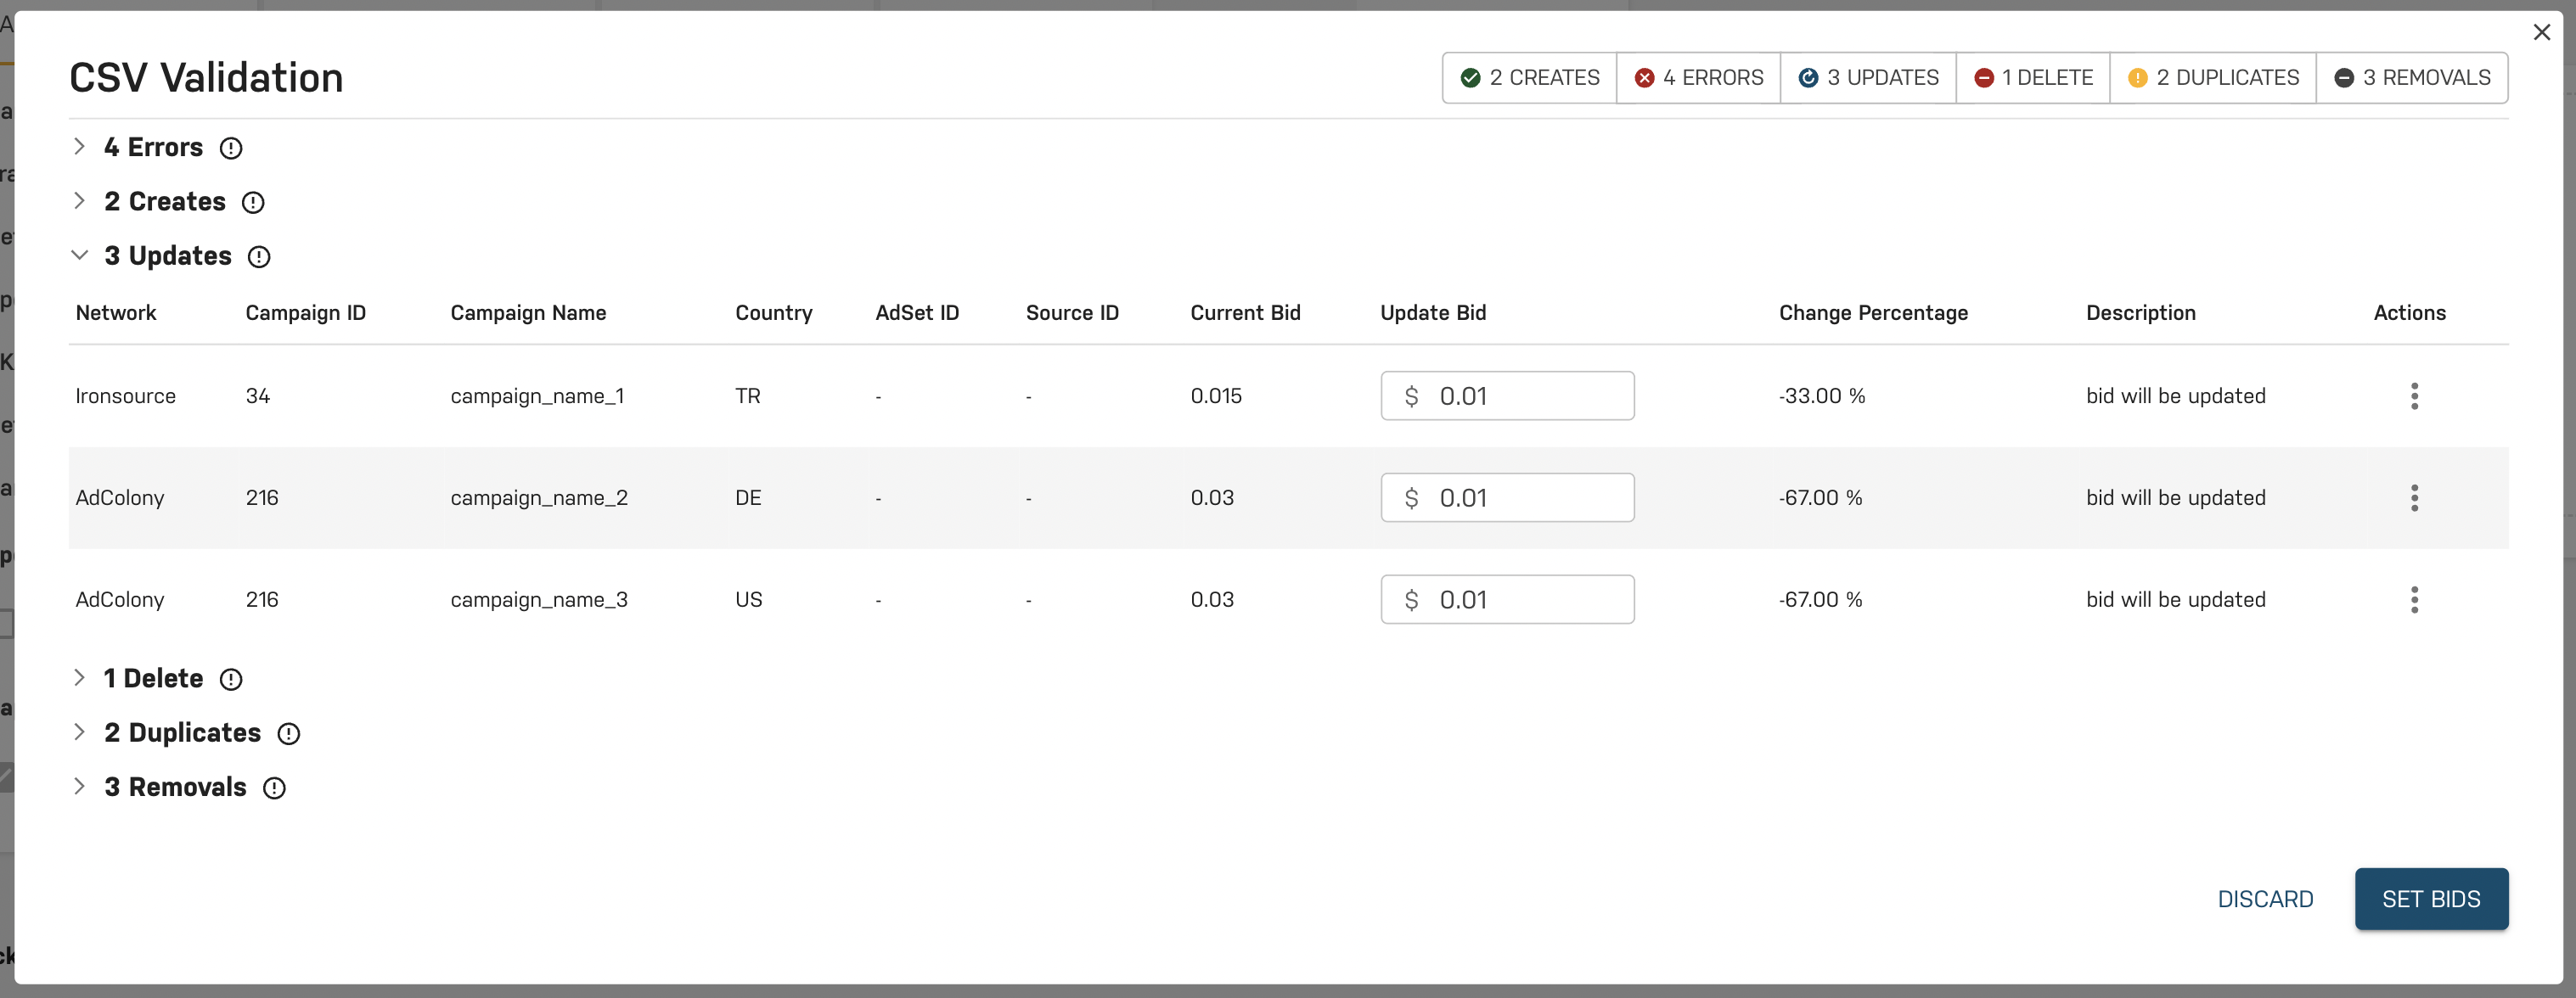 CSV Validation
2 CREATES
4 ERRORS
3 UPDATES
1 DELETE
2 DUPLICATES
3 REMOVALS
4 Errors
2 Creates
3 Updates
Network Campaign ID Campaign Name Country AdSet ID Source ID Current Bid Update Bid Change Percentage Description Actions
Ironsource 34 campaign_name_1 TR - - 0.015 $ 0.01 -33.00 % bid will be updated
AdColony 216 campaign_name_2 DE - - 0.03 $ 0.01 -67.00 % bid will be updated
AdColony 216 campaign_name_3 US - - 0.03 $ 0.01 -67.00 % bid will be updated
1 Delete
2 Duplicates
3 Removals
DISCARD
SET BIDS